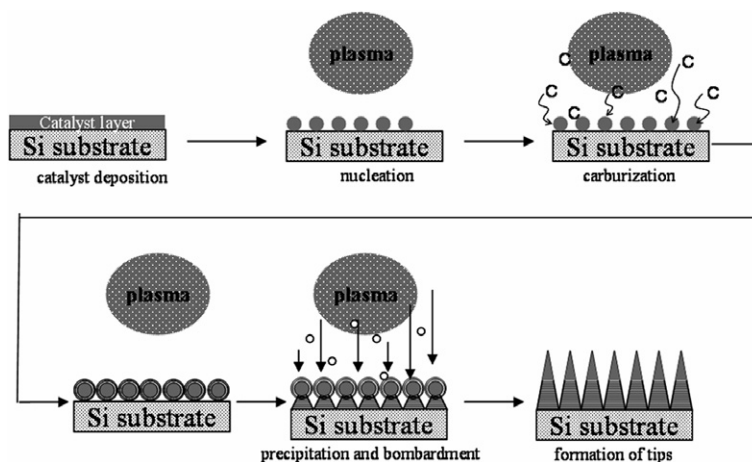 plasma
plasma
C
C
C
C
C
C
Catalyst layer
Si substrate
Si substrate
Si substrate
catalyst deposition
nucleation
carburization
plasma
plasma
Si substrate
Si substrate
Si substrate
precipitation and bombardment
formation of tips